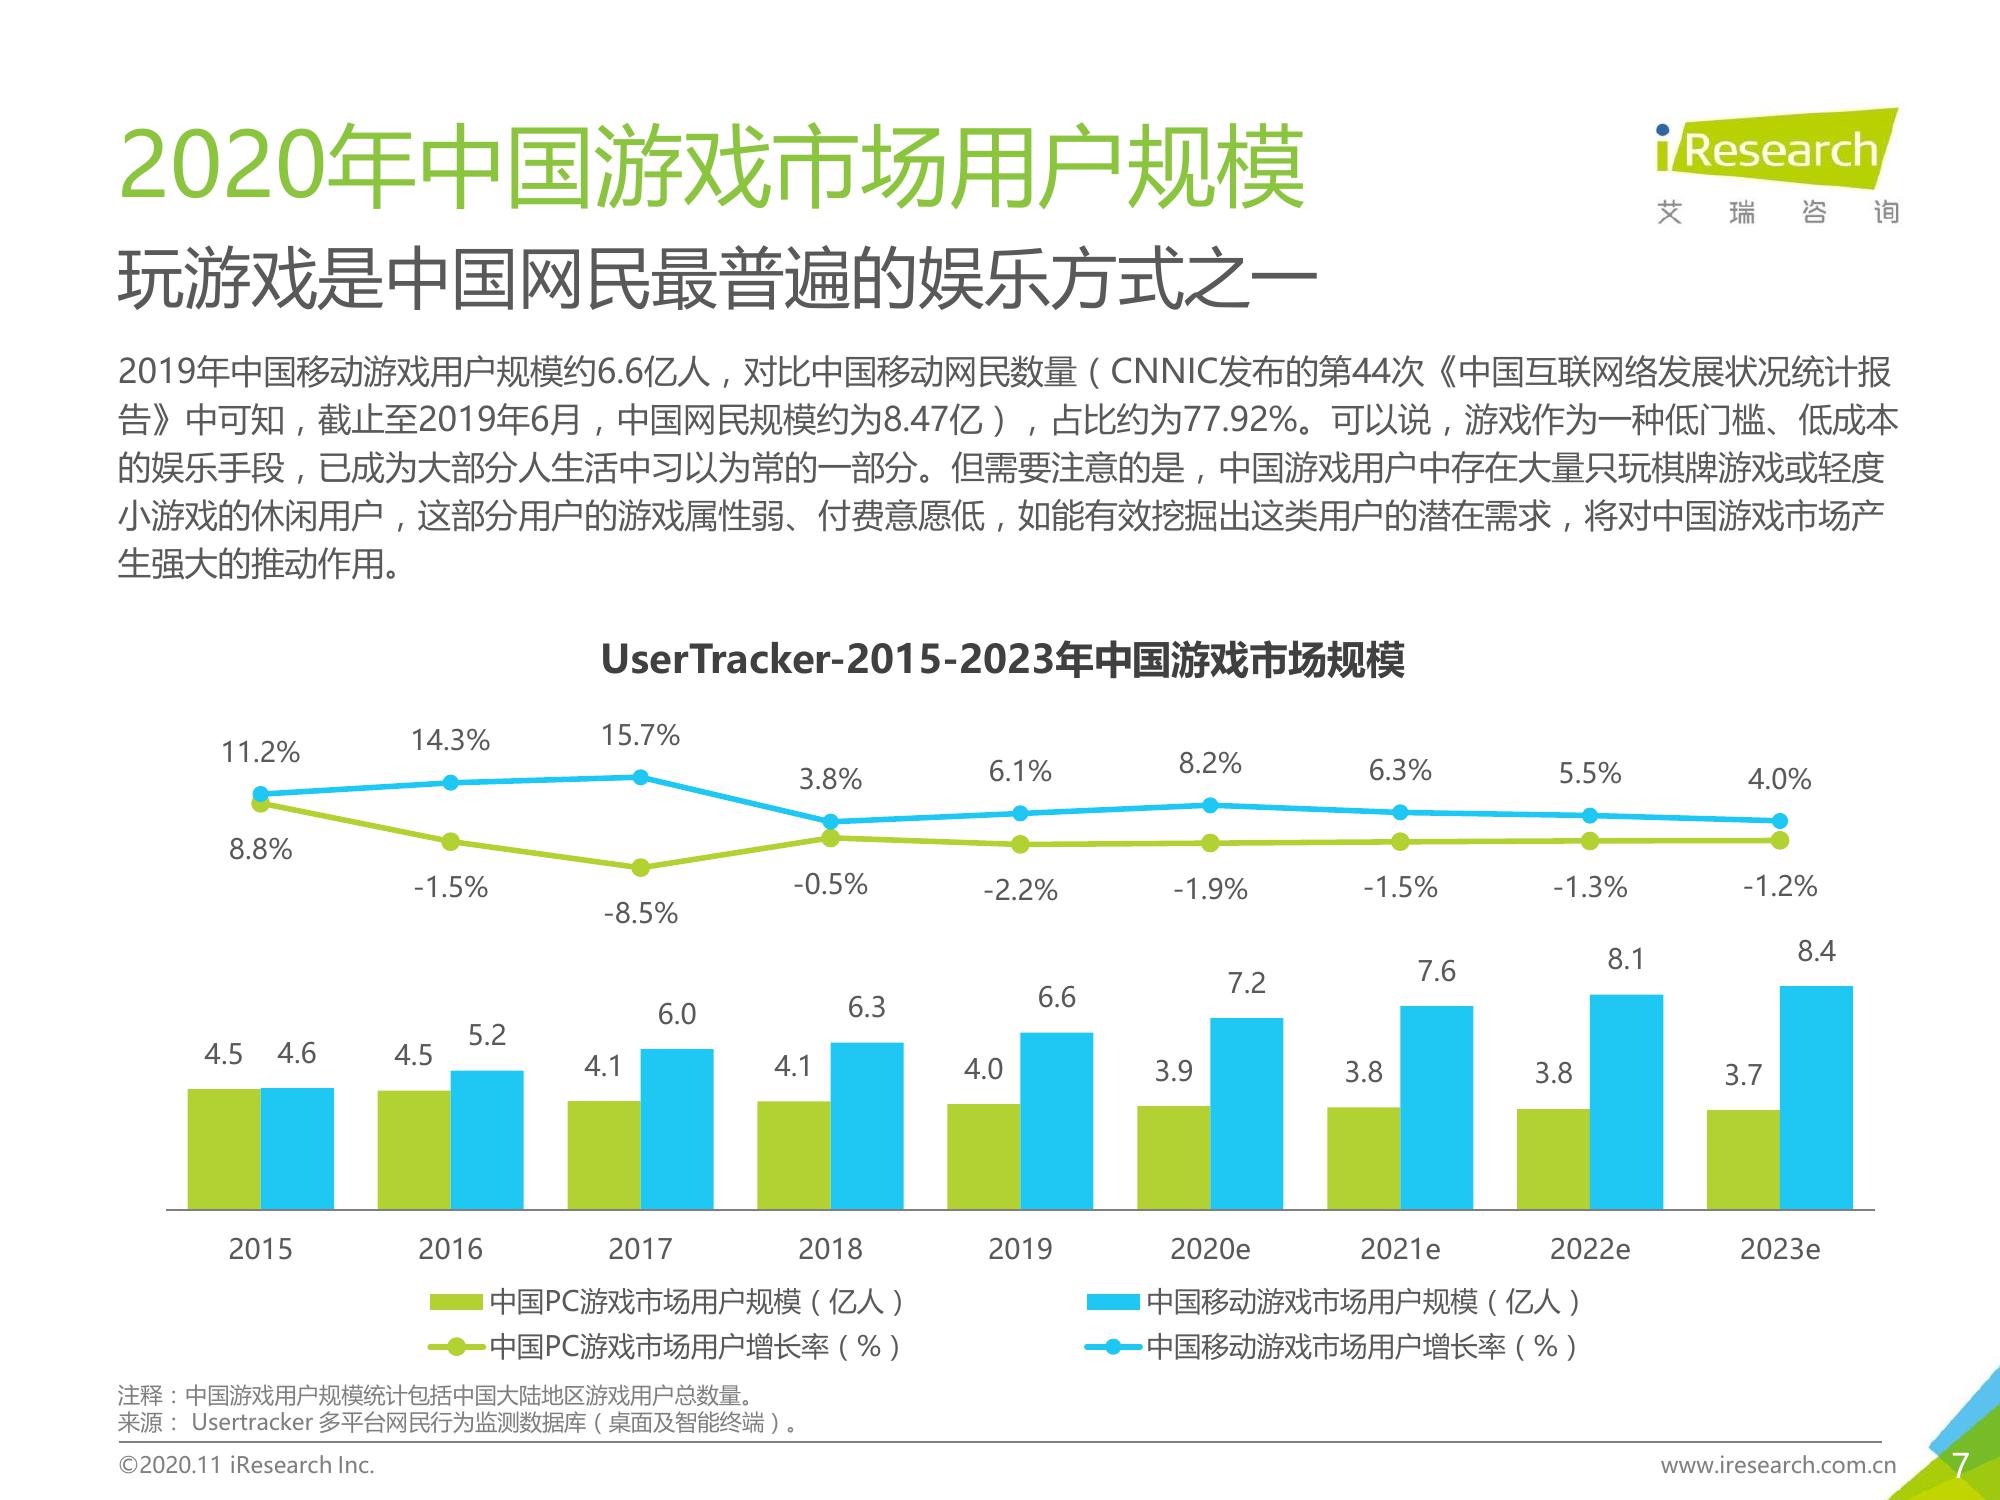 2020年中国游戏市场用户规模
iResearch
艾瑞咨询
玩游戏是中国网民最普遍的娱乐方式之一
2019年中国移动游戏用户规模约6.6亿人，对比中国移动网民数量（CNNIC发布的第44次《中国互联网络发展状况统计报
告》中可知，截止至2019年6月，中国网民规模约为8.47亿），占比约为77.92%。可以说，游戏作为一种低门槛、低成本
的娱乐手段，已成为大部分人生活中习以为常的一部分。但需要注意的是，中国游戏用户中存在大量只玩棋牌游戏或轻度
小游戏的休闲用户，这部分用户的游戏属性弱、付费意愿低，如能有效挖掘出这类用户的潜在需求，将对中国游戏市场产
生强大的推动作用。
UserTracker-2015-2023年中国游戏市场规模
11.2% 14.3% 15.7% 3.8% 6.1% 8.2% 6.3% 5.5% 4.0%
8.8% -1.5% -8.5% -0.5% -2.2% -1.9% -1.5% -1.3% -1.2%
4.5 4.6 4.5 5.2 4.1 6.0 4.1 6.3 4.0 6.6 3.9 7.2 3.8 7.6 3.8 8.1 3.7 8.4
2015 2016 2017 2018 2019 2020e 2021e 2022e 2023e
中国PC游戏市场用户规模（亿人） 中国移动游戏市场用户规模（亿人）
中国PC游戏市场用户增长率（%） 中国移动游戏市场用户增长率（%）
注释：中国游戏用户规模统计包括中国大陆地区游戏用户总数量。
来源： Usertracker 多平台网民行为监测数据库（桌面及智能终端）。
©2020.11 iResearch Inc. www.iresearch.com.cn 7